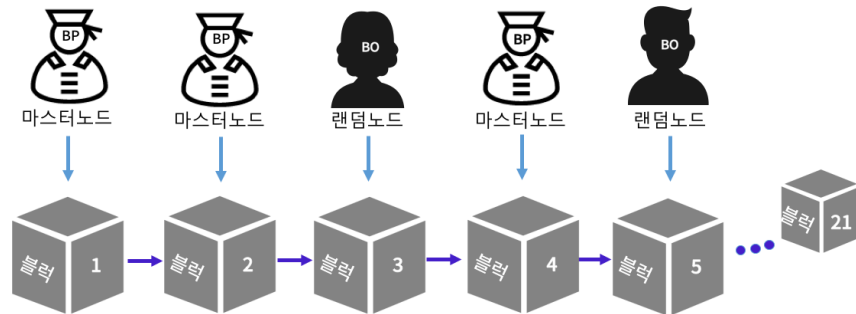 BP
BP
BO
BP
BO
마스터노드
마스터노드
랜덤노드
마스터노드
랜덤노드
블럭 1
블럭 2
블럭 3
블럭 4
블럭 5
블럭 21